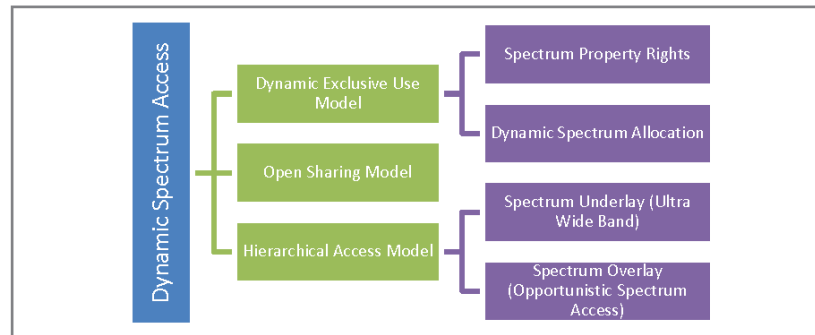 Dynamic Spectrum Access
Dynamic Exclusive Use
Model
Spectrum Property Rights
Dynamic Spectrum Allocation
Open Sharing Model
Hierarchical Access Model
Spectrum Underlay (Ultra
Wide Band)
Spectrum Overlay
(Opportunistic Spectrum
Access)